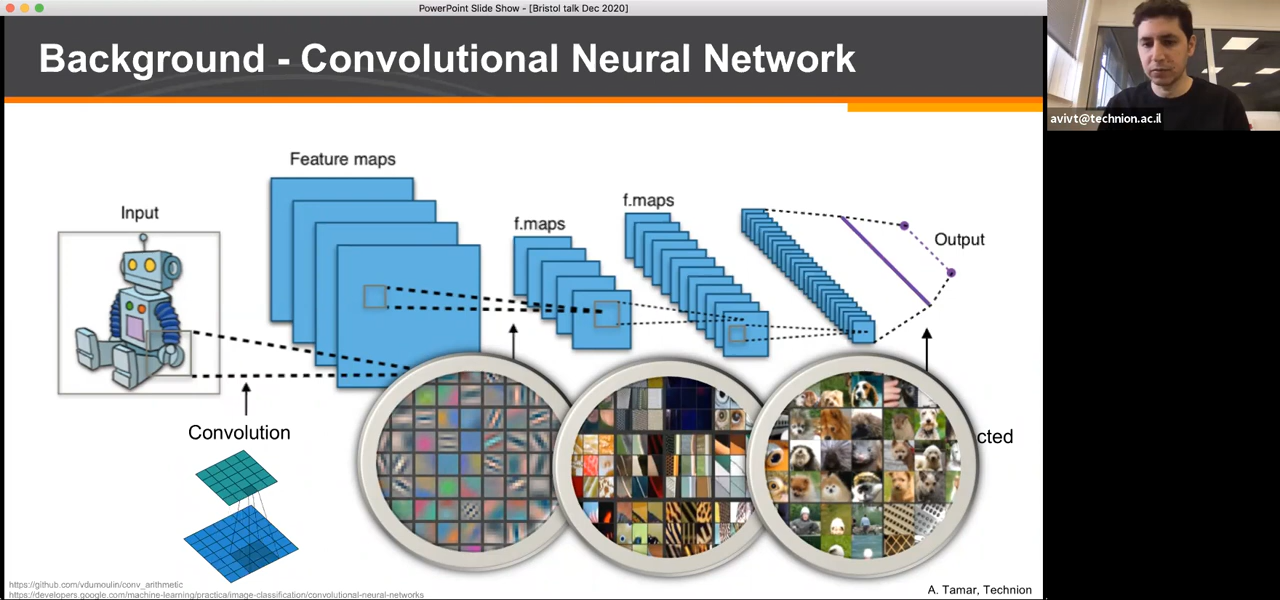 PowerPoint Slide Show - [Bristol talk Dec 2020]
Background - Convolutional Neural Network
avivt@technion.ac.il
Feature maps
Input
f.maps
f.maps
Output
Convolution
cted
https://github.com/vdumoulin/conv_arithmetic
https://developers.google.com/machine-learning/practica/image-classification/convolutional-neural-networks
A. Tamar, Technion